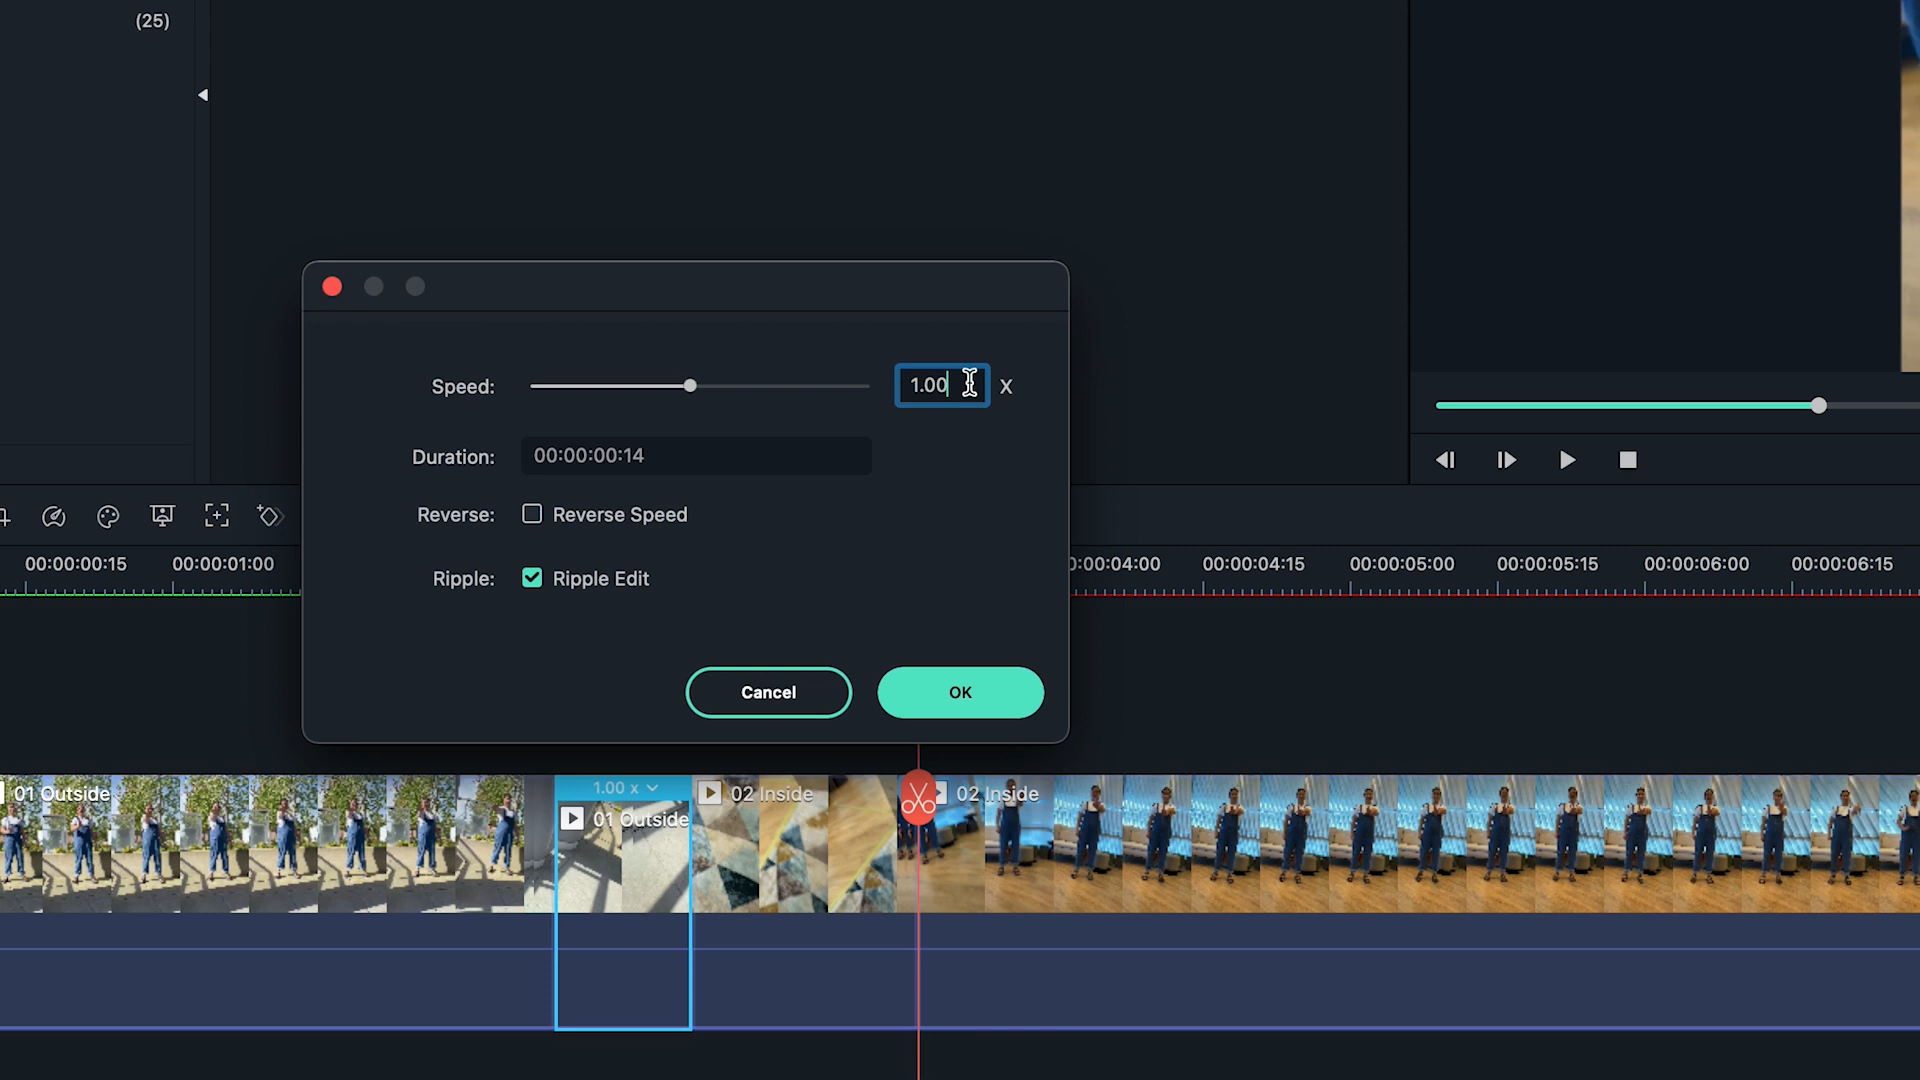 (25)
Speed:
1.00
X
Duration:
00:00:00:14
Reverse:
Reverse Speed
Ripple:
Ripple Edit
Cancel
OK
00:00:00:15
00:00:01:00
0:00:04:00
00:00:04:15
00:00:05:00
00:00:05:15
00:00:06:00
00:00:06:15
01 Outside
1.00 x
01 Outside
02 Inside
02 Inside